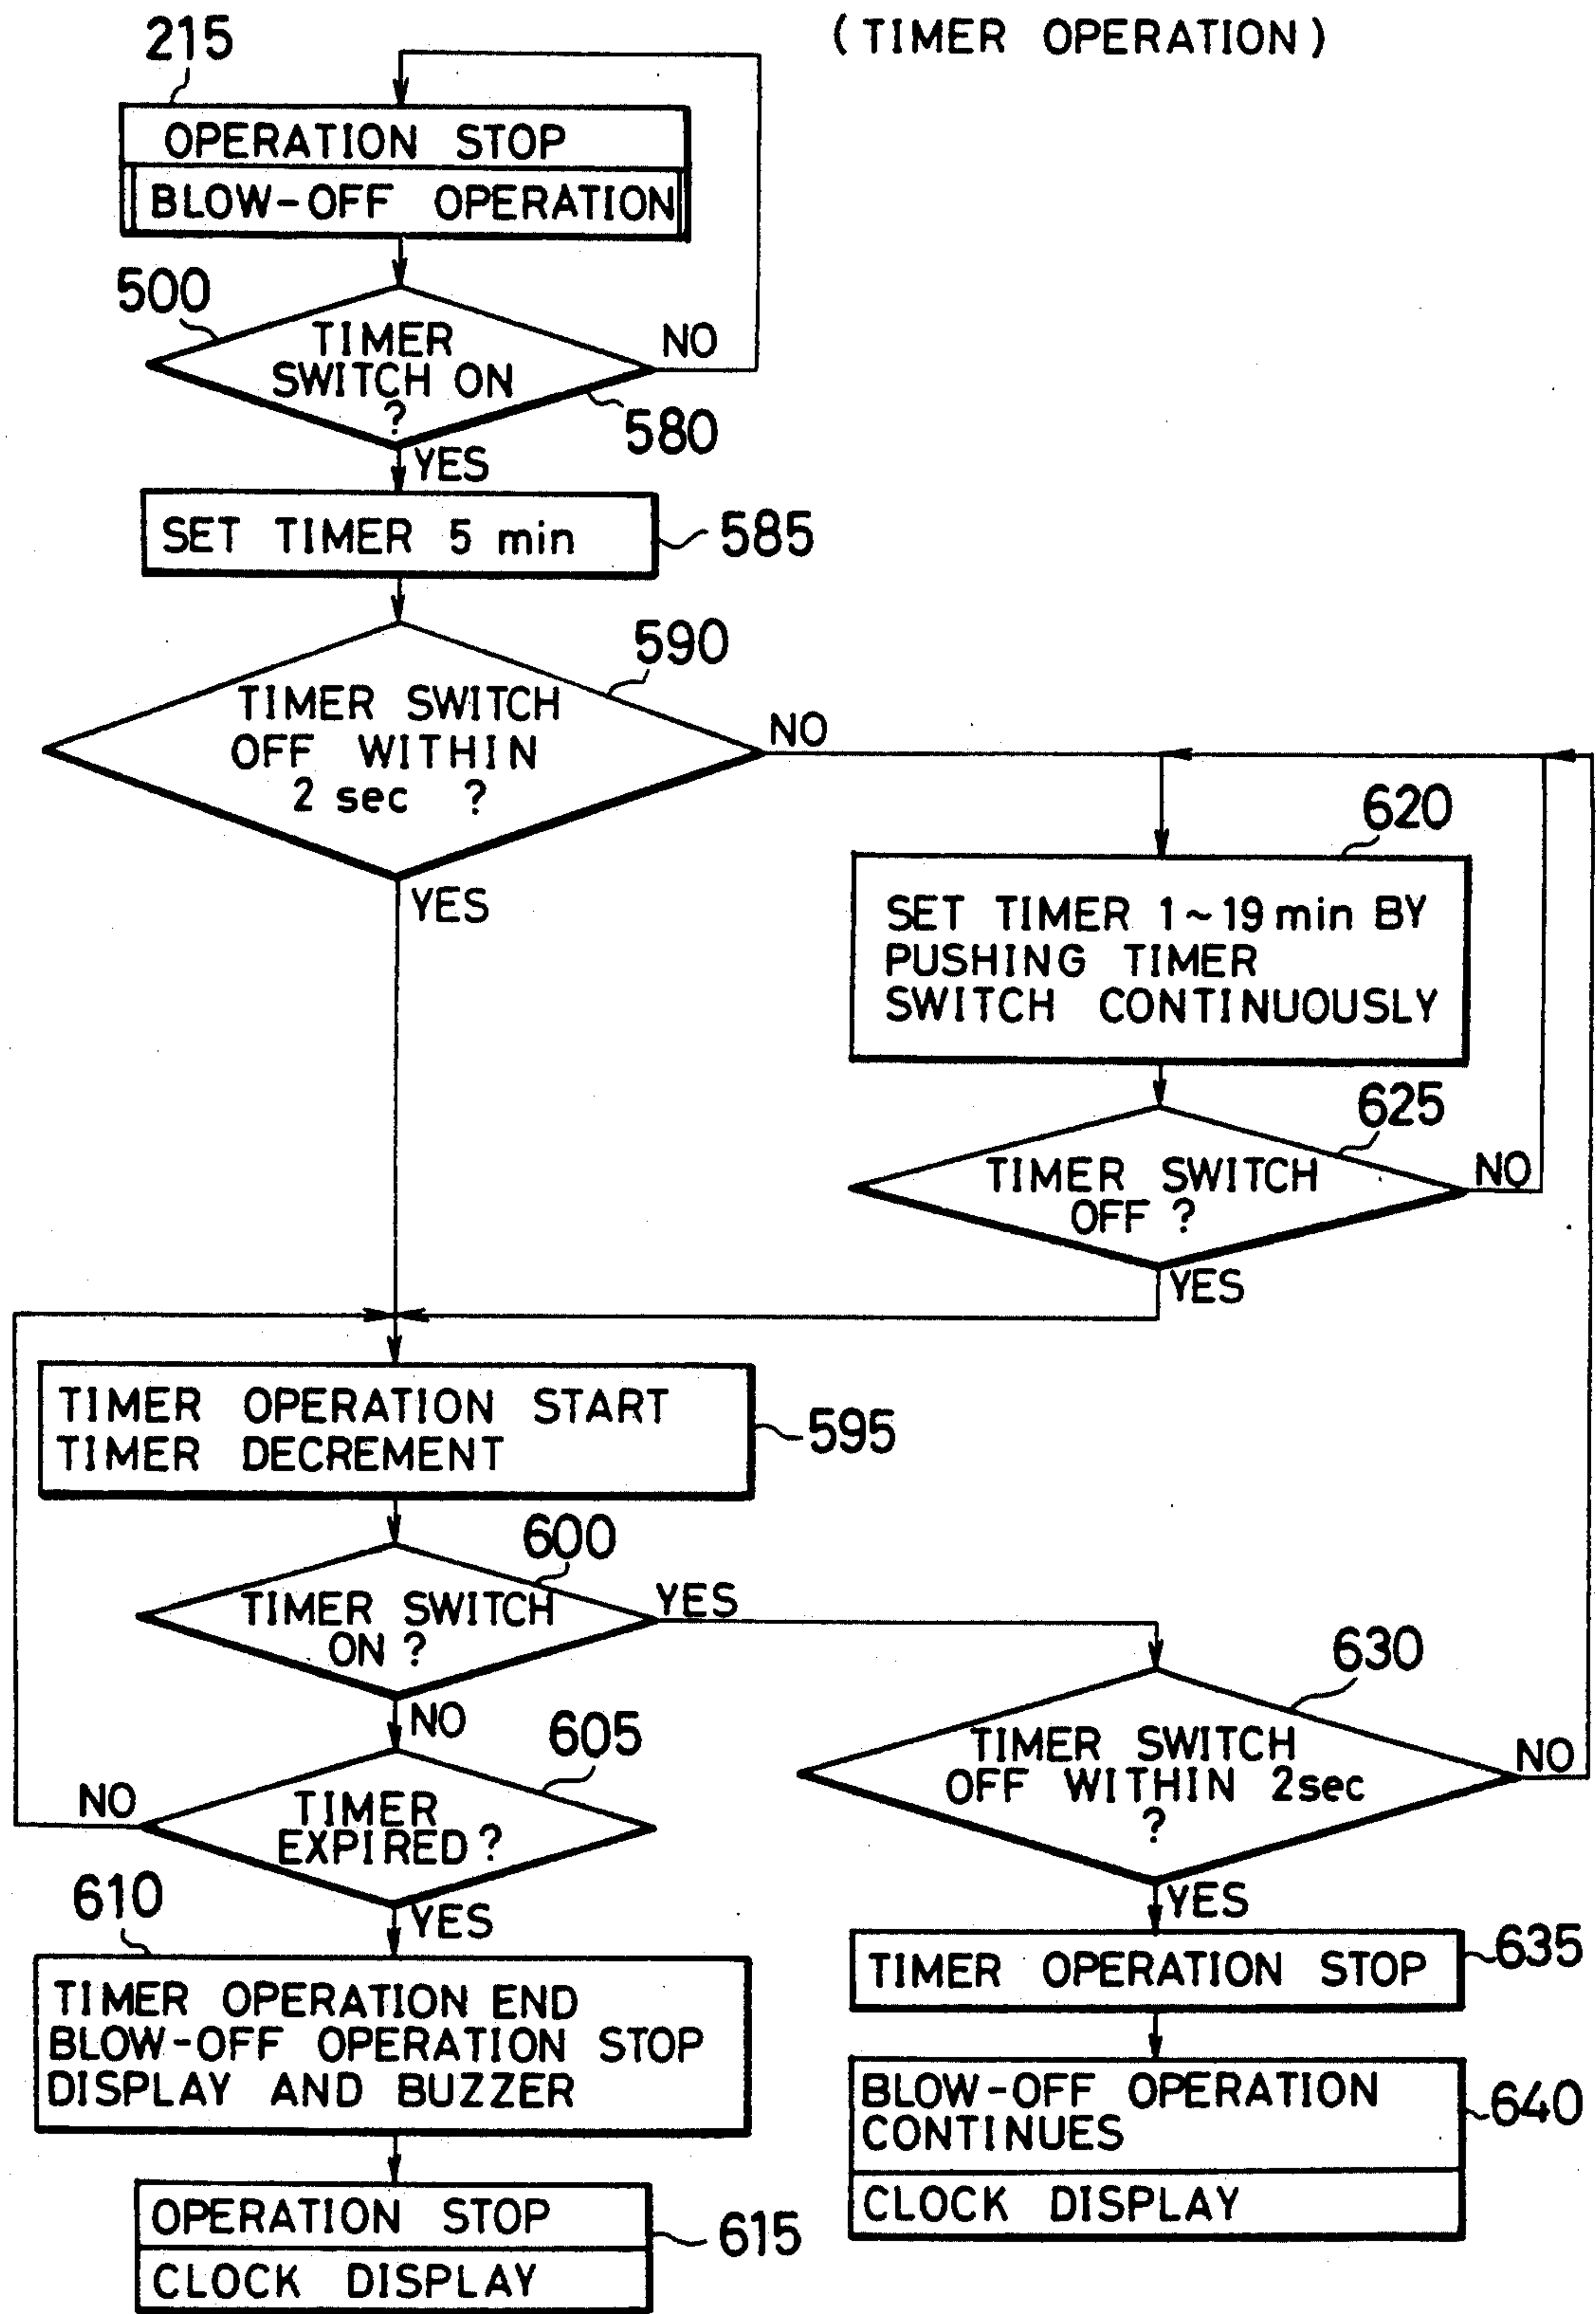 (TIMER OPERATION)
215
OPERATION STOP
BLOW-OFF OPERATION
500
TIMER
SWITCH ON
?
NO
580
YES
SET TIMER 5 min
585
590
TIMER SWITCH
OFF WITHIN
2 sec ?
NO
YES
620
SET TIMER 1~19 min BY
PUSHING TIMER
SWITCH CONTINUOUSLY
625
TIMER SWITCH
OFF ?
NO
YES
TIMER OPERATION START
TIMER DECREMENT
595
600
TIMER SWITCH
ON ?
YES
NO
630
TIMER SWITCH
OFF WITHIN 2sec
?
NO
YES
605
TIMER
EXPIRED ?
NO
YES
610
TIMER OPERATION END
BLOW-OFF OPERATION STOP
DISPLAY AND BUZZER
TIMER OPERATION STOP
635
BLOW-OFF OPERATION
CONTINUES
CLOCK DISPLAY
640
OPERATION STOP
CLOCK DISPLAY
615